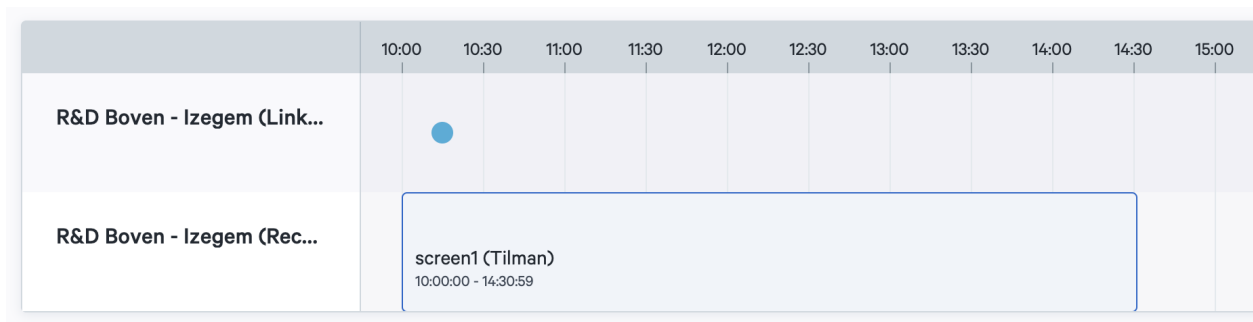 10:00 10:30 11:00 11:30 12:00 12:30 13:00 13:30 14:00 14:30 15:00
R&D Boven - Izegem (Link...
R&D Boven - Izegem (Rec...
screen1 (Tilman)
10:00:00 - 14:30:59